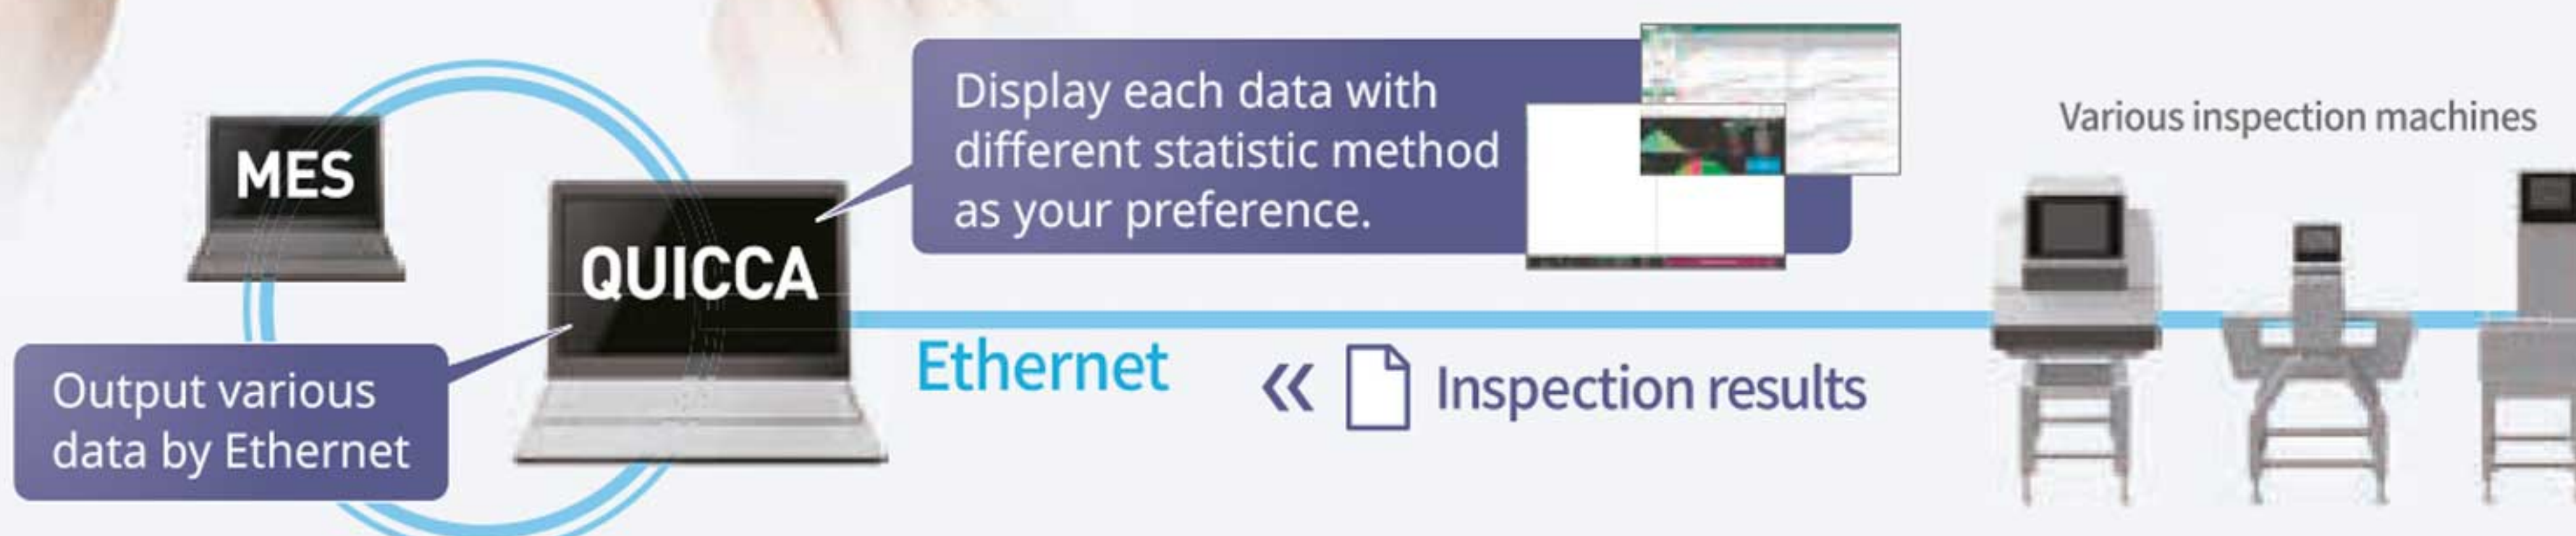 MES
QUICCA
Display each data with
different statistic method
as your preference.
Various inspection machines
Output various
data by Ethernet
Ethernet
« Inspection results